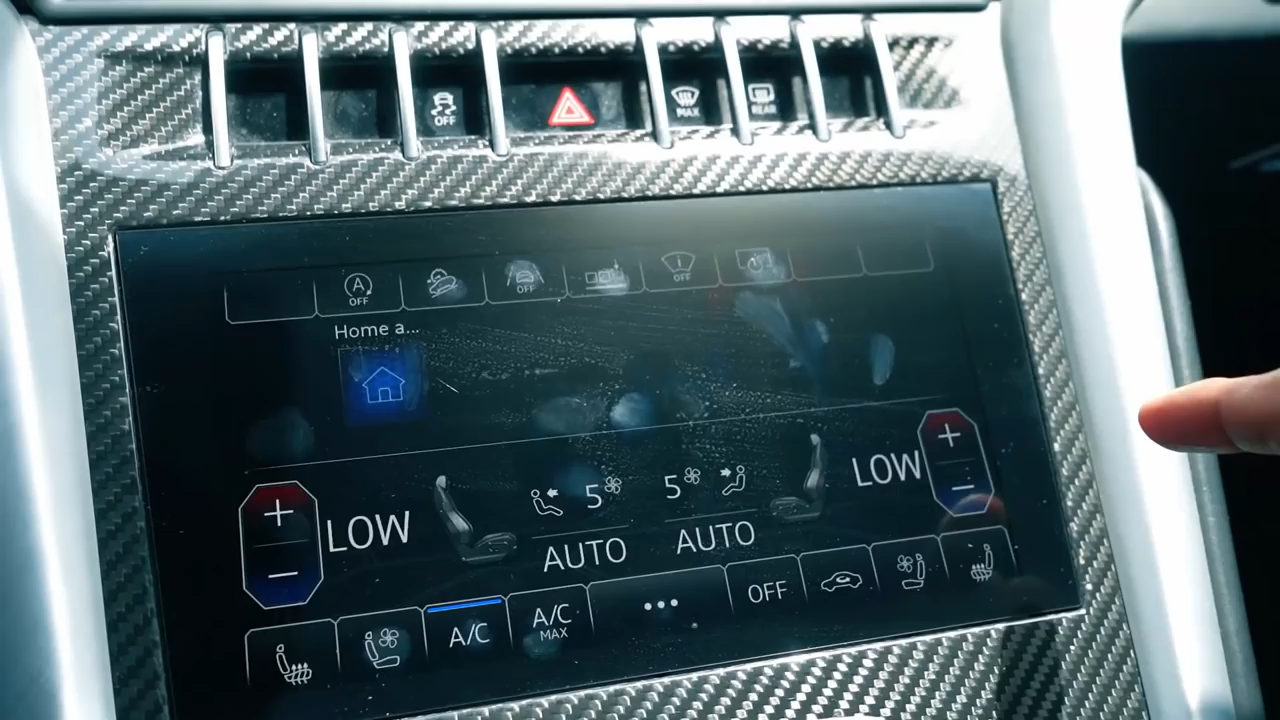 OFF
MAX
REAR
A
OFF
OFF
OFF
Home a...
+ LOW 5 5 LOW +
− AUTO AUTO −
A/C
A/C
MAX
...
OFF